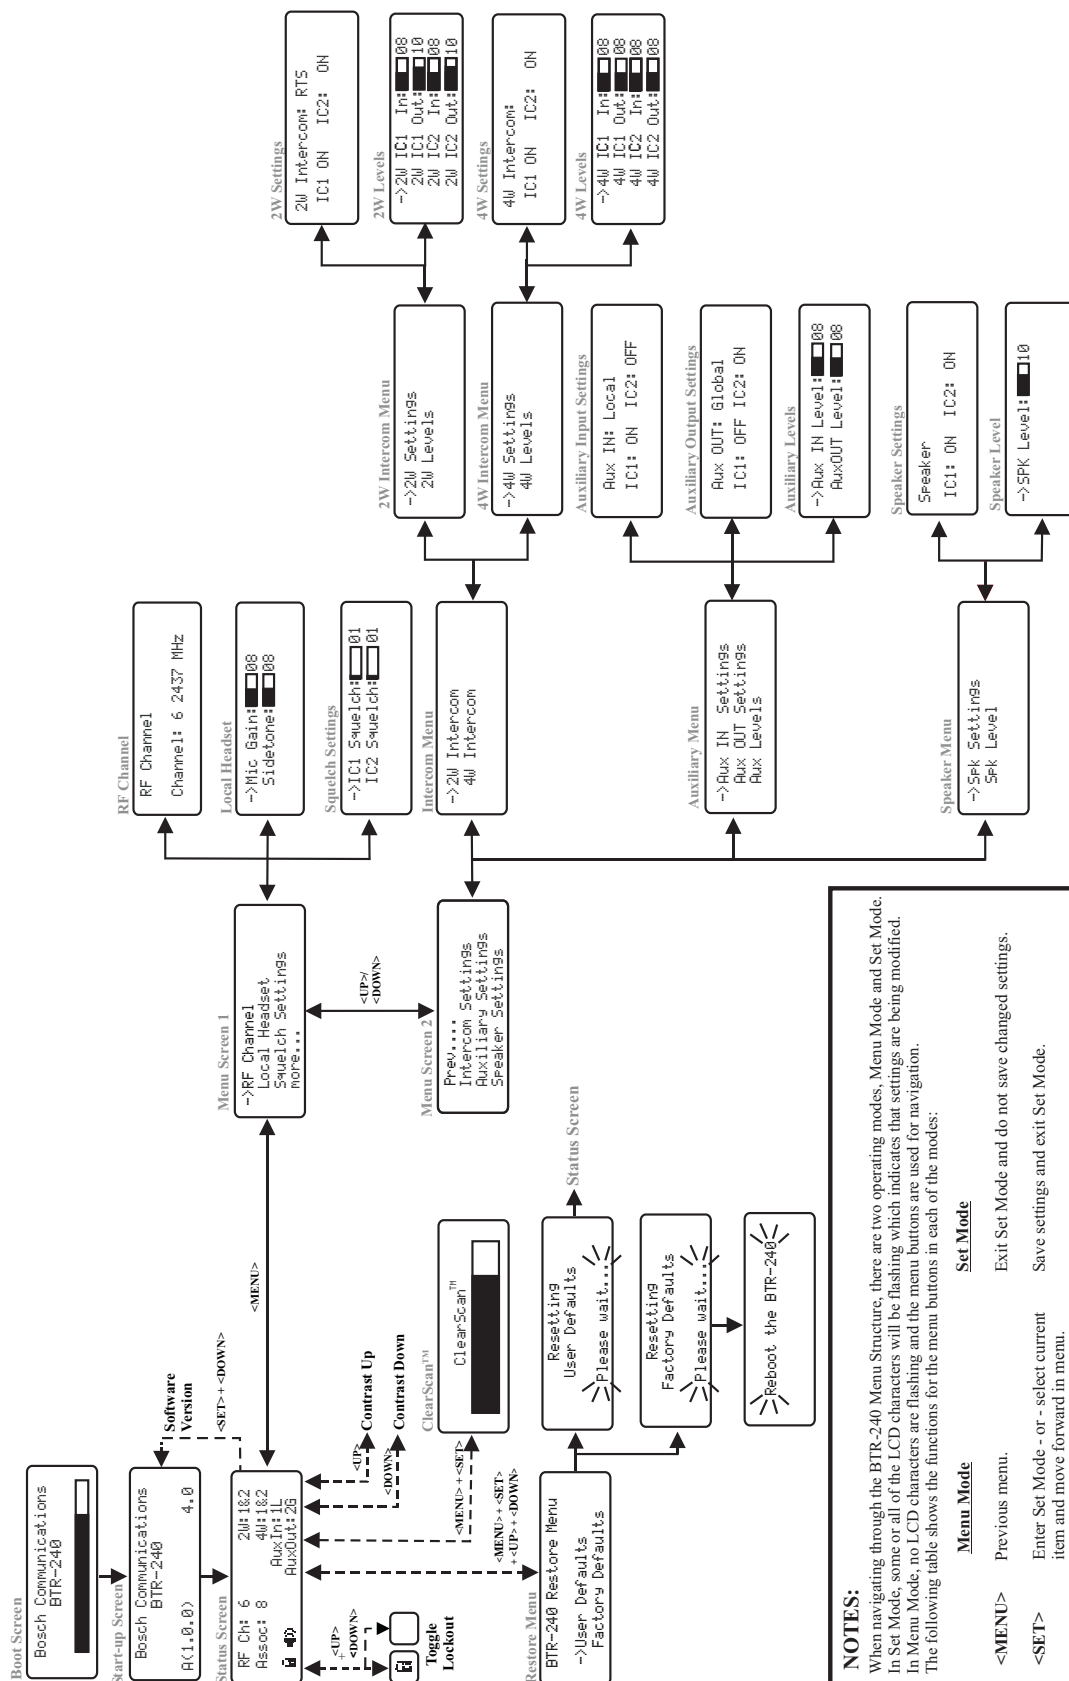 Boot Screen
Bosch Communications
BTR-240
Start-up Screen
Bosch Communications
BTR-240
A(1.0.0) 4.0
Software
Version
<SET> + <DOWN>
Status Screen
RF Ch: 6 2W:1&2
Assoc: 8 4W:1&2
AuxIn:1L
AuxOut:2G
<UP>
+
<DOWN>
Toggle
Lockout
<MENU>
<UP>
Contrast Up
<DOWN>
Contrast Down
<MENU> + <SET>
ClearScan™
ClearScan™
<MENU> + <SET>
+ <UP> + <DOWN>
Restore Menu
BTR-240 Restore Menu
->User Defaults
Factory Defaults
Resetting
User Defaults
Please wait...
Status Screen
Resetting
Factory Defaults
Please wait...
Reboot the BTR-240
Menu Screen 1
->RF Channel
Local Headset
Squelch Settings
more...
<UP>/
<DOWN>
Menu Screen 2
Prev....
Intercom Settings
Auxiliary Settings
Speaker Settings
RF Channel
RF Channel
Channel: 6 2437 MHz
Local Headset
->Mic Gain: 08
Sidetone: 08
Squelch Settings
->IC1 Squelch: 01
IC2 Squelch: 01
Intercom Menu
->2W Intercom
4W Intercom
Auxiliary Menu
->Aux IN Settings
Aux OUT Settings
Aux Levels
Speaker Menu
->Spk Settings
Spk Level
2W Intercom Menu
->2W Settings
2W Levels
4W Intercom Menu
->4W Settings
4W Levels
Auxiliary Input Settings
Aux IN: Local
IC1: ON IC2: OFF
Auxiliary Output Settings
Aux OUT: Global
IC1: OFF IC2: ON
Auxiliary Levels
->Aux IN Level: 08
AuxOUT Level: 08
Speaker Settings
Speaker
IC1: ON IC2: ON
Speaker Level
->SPK Level: 10
2W Settings
2W Intercom: RTS
IC1 ON IC2: ON
2W Levels
->2W IC1 In: 08
2W IC1 Out: 10
2W IC2 In: 08
2W IC2 Out: 10
4W Settings
4W Intercom:
IC1 ON IC2: ON
4W Levels
->4W IC1 In: 08
4W IC1 Out: 08
4W IC2 In: 08
4W IC2 Out: 08
NOTES:
When navigating through the BTR-240 Menu Structure, there are two operating modes, Menu Mode and Set Mode.
In Set Mode, some or all of the LCD characters will be flashing which indicates that settings are being modified.
In Menu Mode, no LCD characters are flashing and the menu buttons are used for navigation.
The following table shows the functions for the menu buttons in each of the modes:
Menu Mode Set Mode
<MENU> Previous menu. Exit Set Mode and do not save changed settings.
<SET> Enter Set Mode - or - select current Save settings and exit Set Mode.
item and move forward in menu.